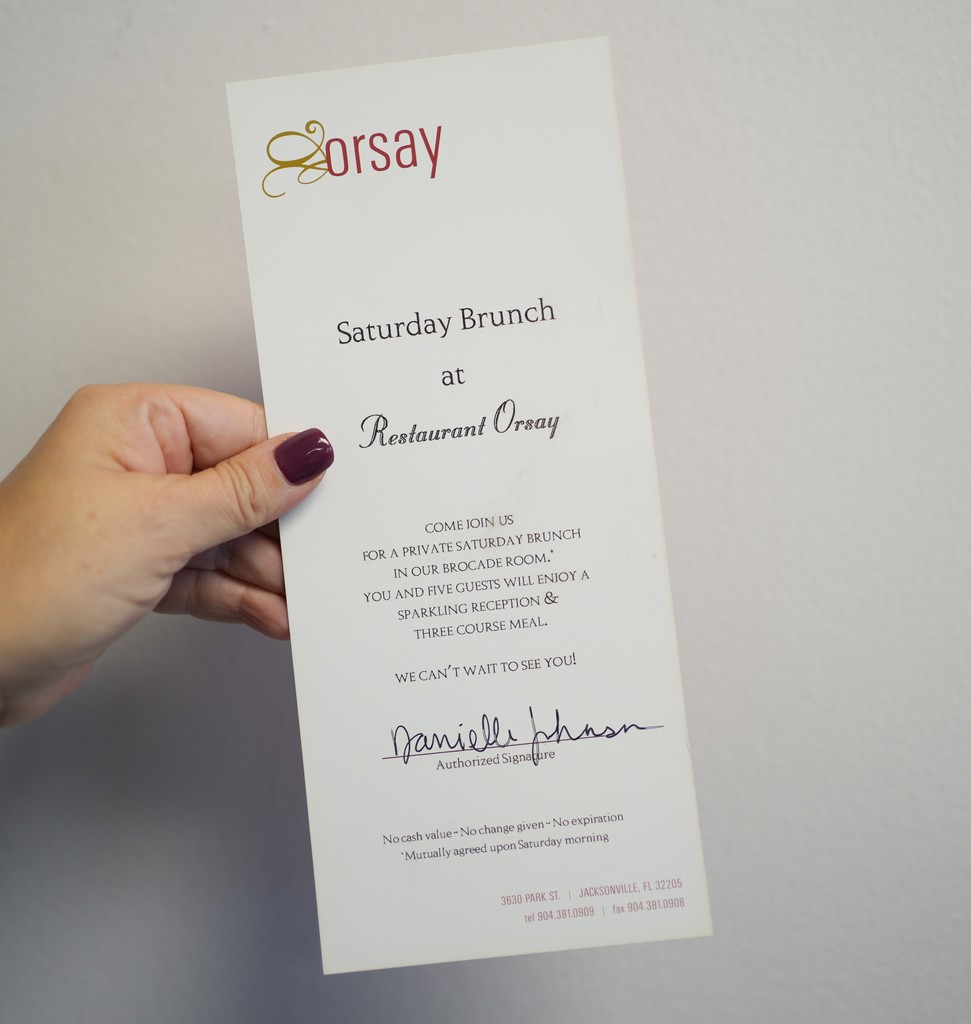 orsay
Saturday Brunch
at
Restaurant Orsay
COME JOIN US
FOR A PRIVATE SATURDAY BRUNCH
IN OUR BROCADE ROOM.*
YOU AND FIVE GUESTS WILL ENJOY A
SPARKLING RECEPTION &
THREE COURSE MEAL.
WE CAN'T WAIT TO SEE YOU!
Danielle Johnson
Authorized Signature
No cash value ~ No change given ~ No expiration
*Mutually agreed upon Saturday morning
3630 PARK ST. | JACKSONVILLE, FL 32205
tel 904.381.0909 | fax 904.381.0908